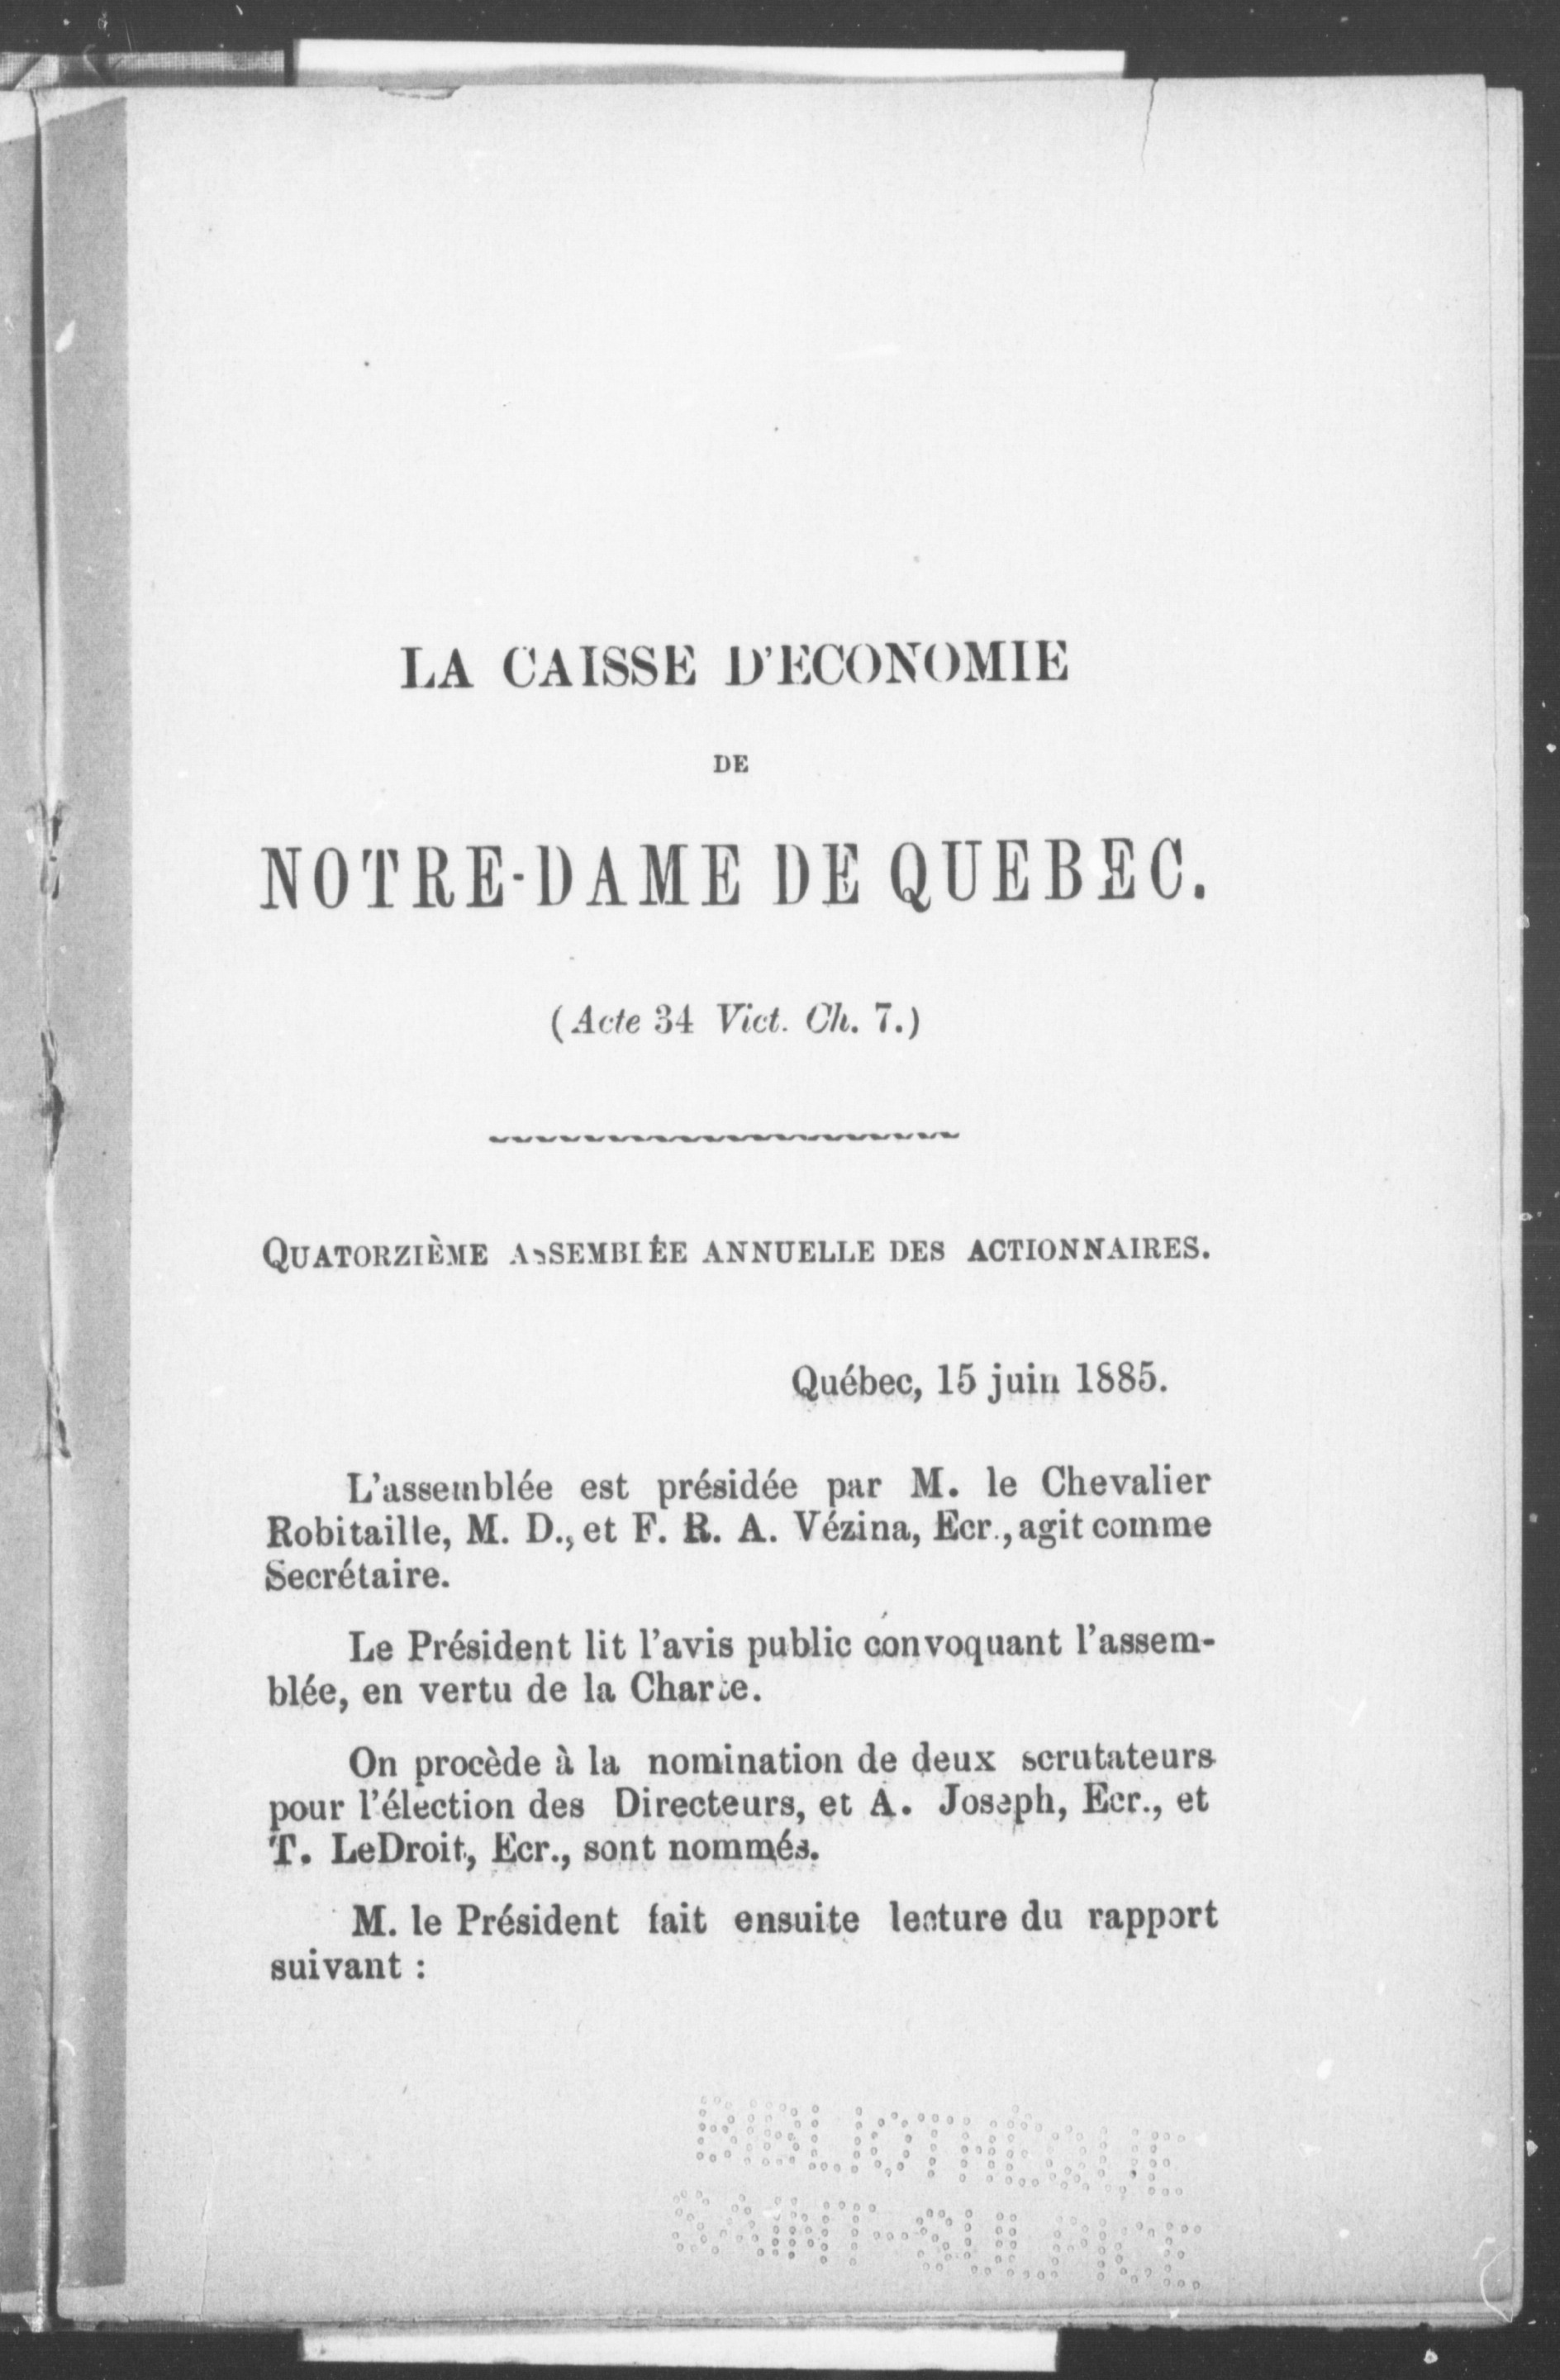 LA CAISSE D'ECONOMIE
DE
NOTRE-DAME DE QUEBEC.
(Acte 34 Vict. Ch. 7.)
QUATORZIÈME ASSEMBLÉE ANNUELLE DES ACTIONNAIRES.
Québec, 15 juin 1885.
L'assemblée est présidée par M. le Chevalier
Robitaille, M. D., et F. R. A. Vézina, Ecr., agit comme
Secrétaire.
Le Président lit l'avis public convoquant l'assem-
blée, en vertu de la Charte.
On procède à la nomination de deux scrutateurs
pour l'élection des Directeurs, et A. Joseph, Ecr., et
T. LeDroit, Ecr., sont nommés.
M. le Président fait ensuite lecture du rapport
suivant :
BIBLIOTHÈQUE
SAINT-SULPICE